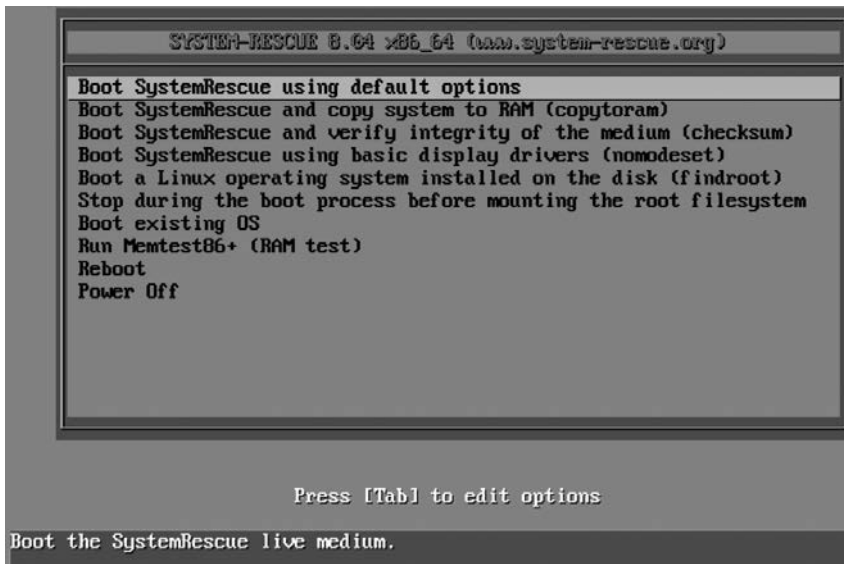 SYSTEM-RESCUE 8.04 x86_64 (www.system-rescue.org)
Boot SystemRescue using default options
Boot SystemRescue and copy system to RAM (copytoram)
Boot SystemRescue and verify integrity of the medium (checksum)
Boot SystemRescue using basic display drivers (nomodeset)
Boot a Linux operating system installed on the disk (findroot)
Stop during the boot process before mounting the root filesystem
Boot existing OS
Run Memtest86+ (RAM test)
Reboot
Power Off
Press [Tab] to edit options
Boot the SystemRescue live medium.